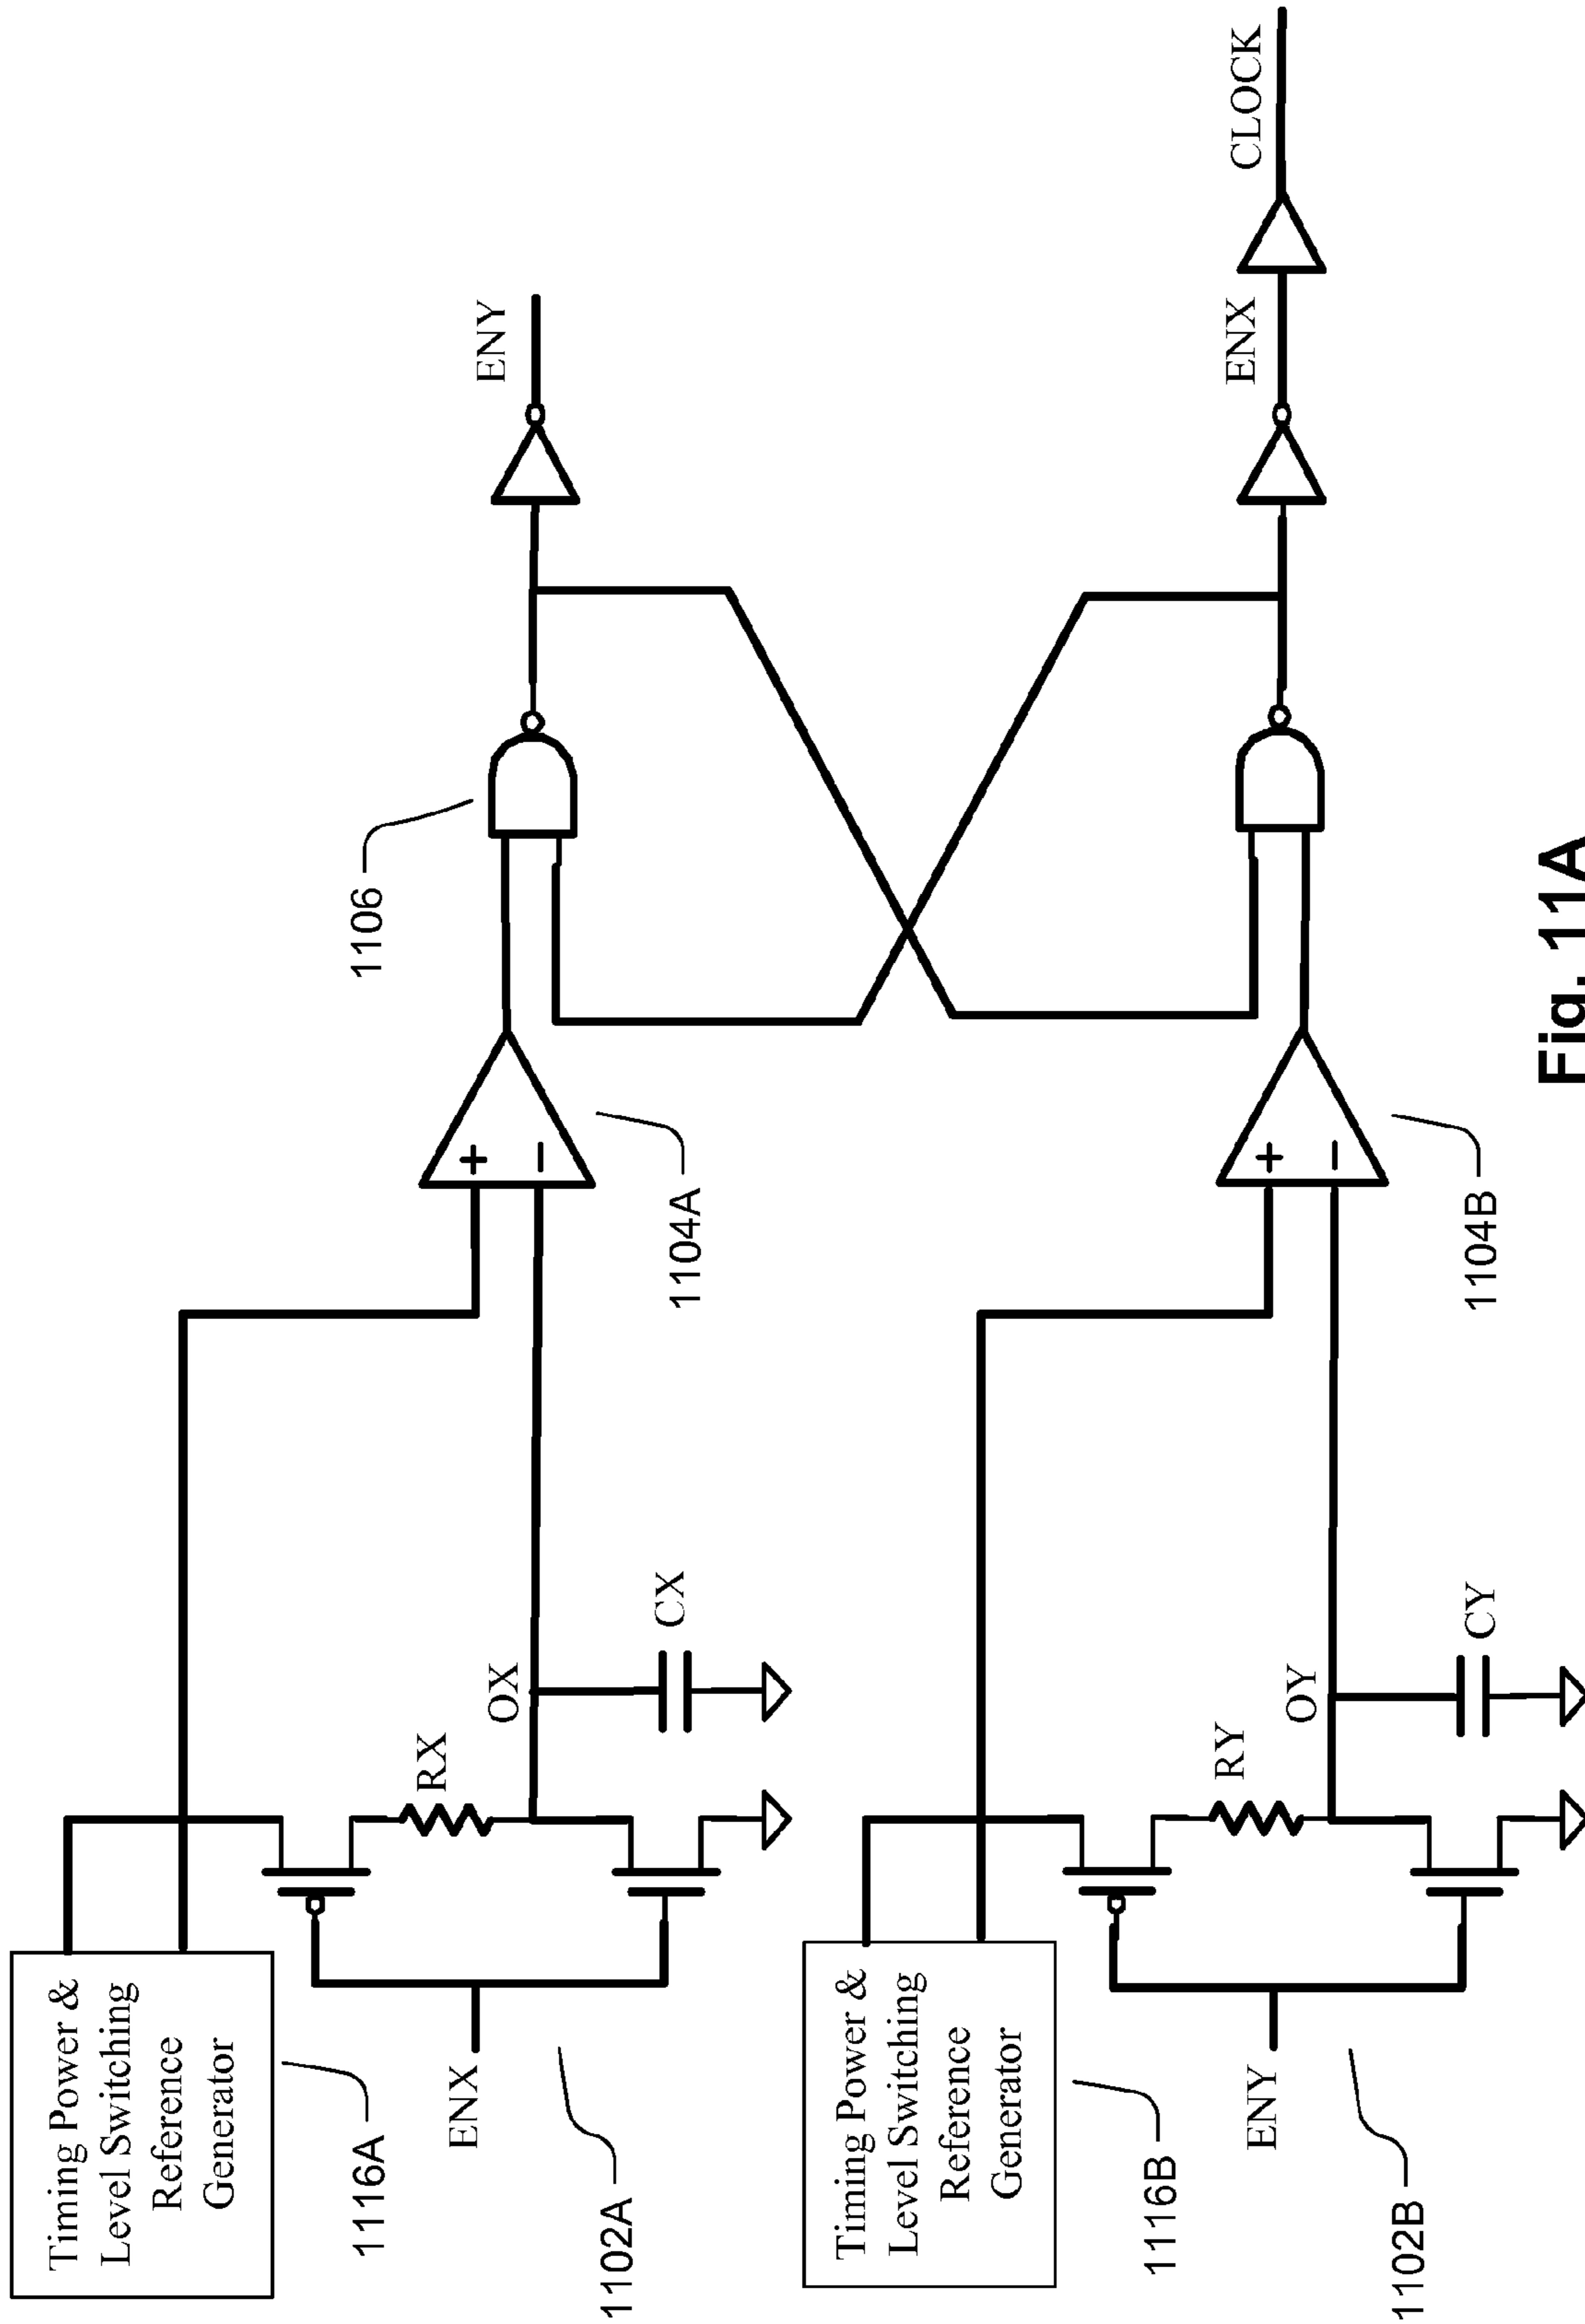 Timing Power &
Level Switching
Reference
Generator
1116A
ENX
1102A
RX
OX
CX
+
−
1104A
1106
ENY
Timing Power &
Level Switching
Reference
Generator
1116B
ENY
1102B
RY
OY
CY
+
−
1104B
ENX
CLOCK
Fig. 11A